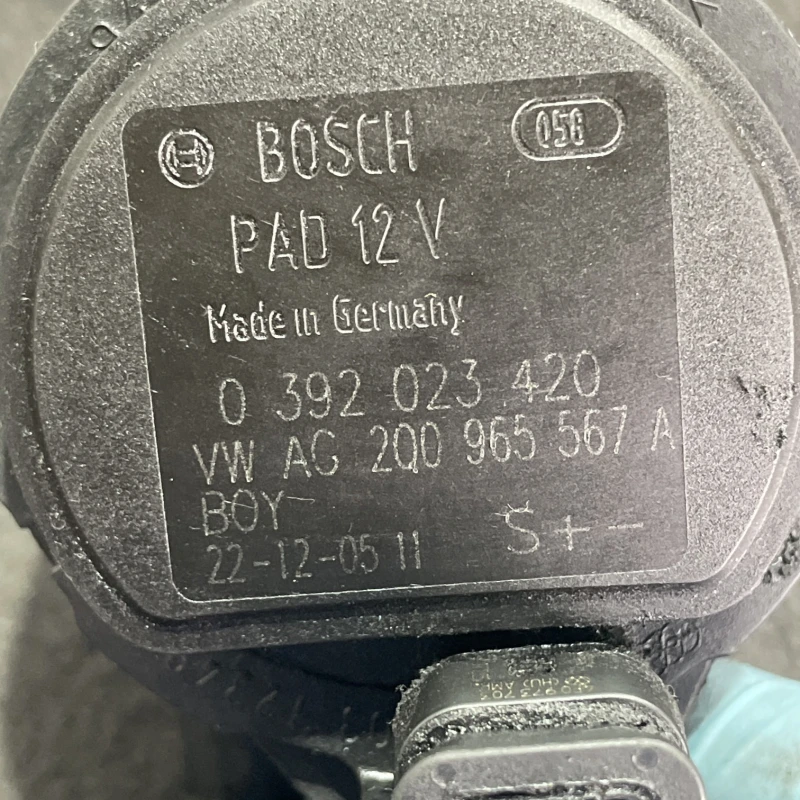 BOSCH 056
PAD 12 V
Made in Germany
0 392 023 420
VW AG 2Q0 965 567 A
BOY
22-12-05 11 S + -